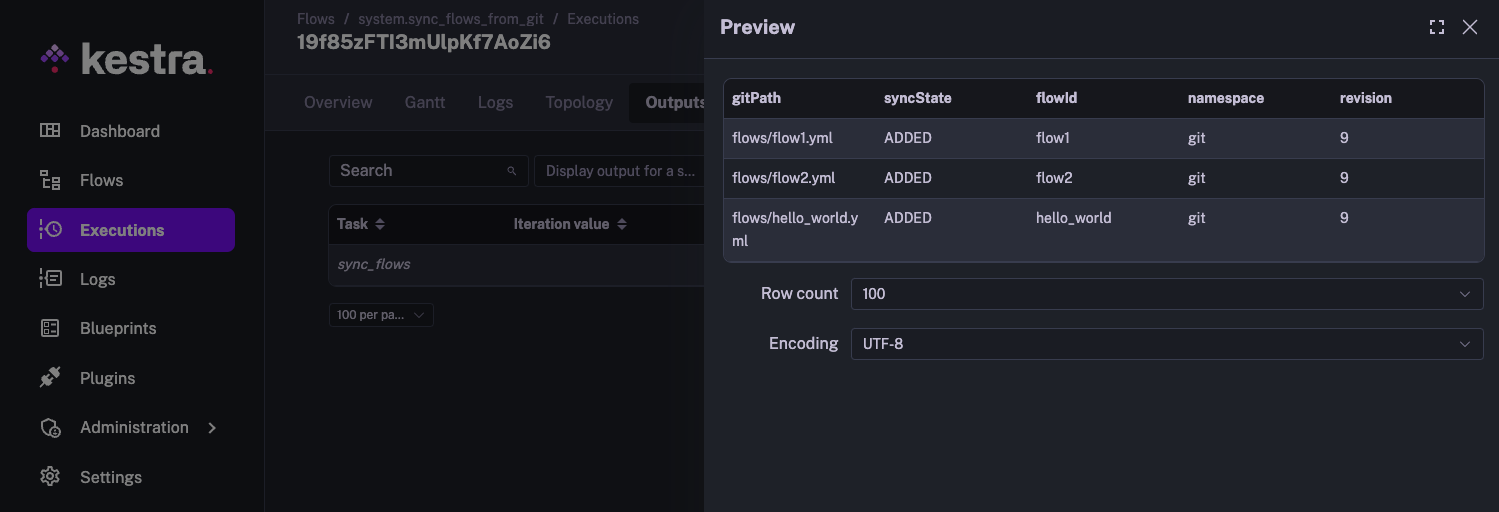 kestra.
Dashboard
Flows
Executions
Logs
Blueprints
Plugins
Administration
Settings
Flows / system.sync_flows_from_git / Executions
19f85zFTI3mUlpKf7AoZi6
Overview Gantt Logs Topology Outputs
Search Display output for a s...
Task Iteration value
sync_flows
100 per pa...
Preview
gitPath syncState flowId namespace revision
flows/flow1.yml ADDED flow1 git 9
flows/flow2.yml ADDED flow2 git 9
flows/hello_world.y ADDED hello_world git 9
ml
Row count 100
Encoding UTF-8